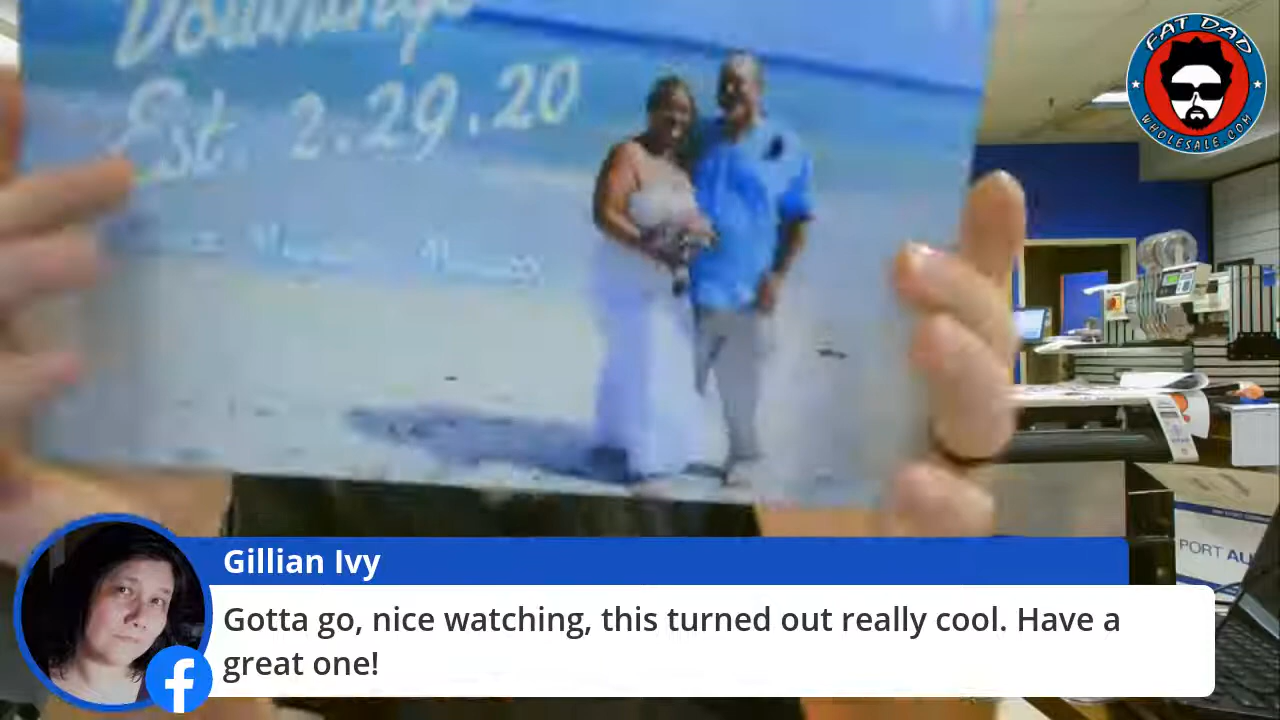 Est. 2.29.20
FAT DAD
WHOLESALE.COM
PORT AU
Gillian Ivy
Gotta go, nice watching, this turned out really cool. Have a
great one!